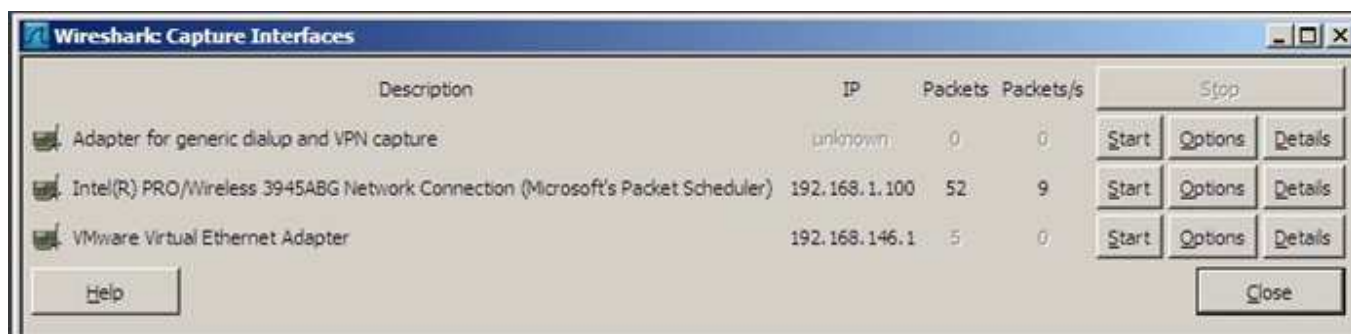 Wireshark: Capture Interfaces
Description IP Packets Packets/s Stop
Adapter for generic dialup and VPN capture unknown 0 0 Start Options Details
Intel(R) PRO/Wireless 3945ABG Network Connection (Microsoft's Packet Scheduler) 192.168.1.100 52 9 Start Options Details
VMware Virtual Ethernet Adapter 192.168.146.1 5 0 Start Options Details
Help Close